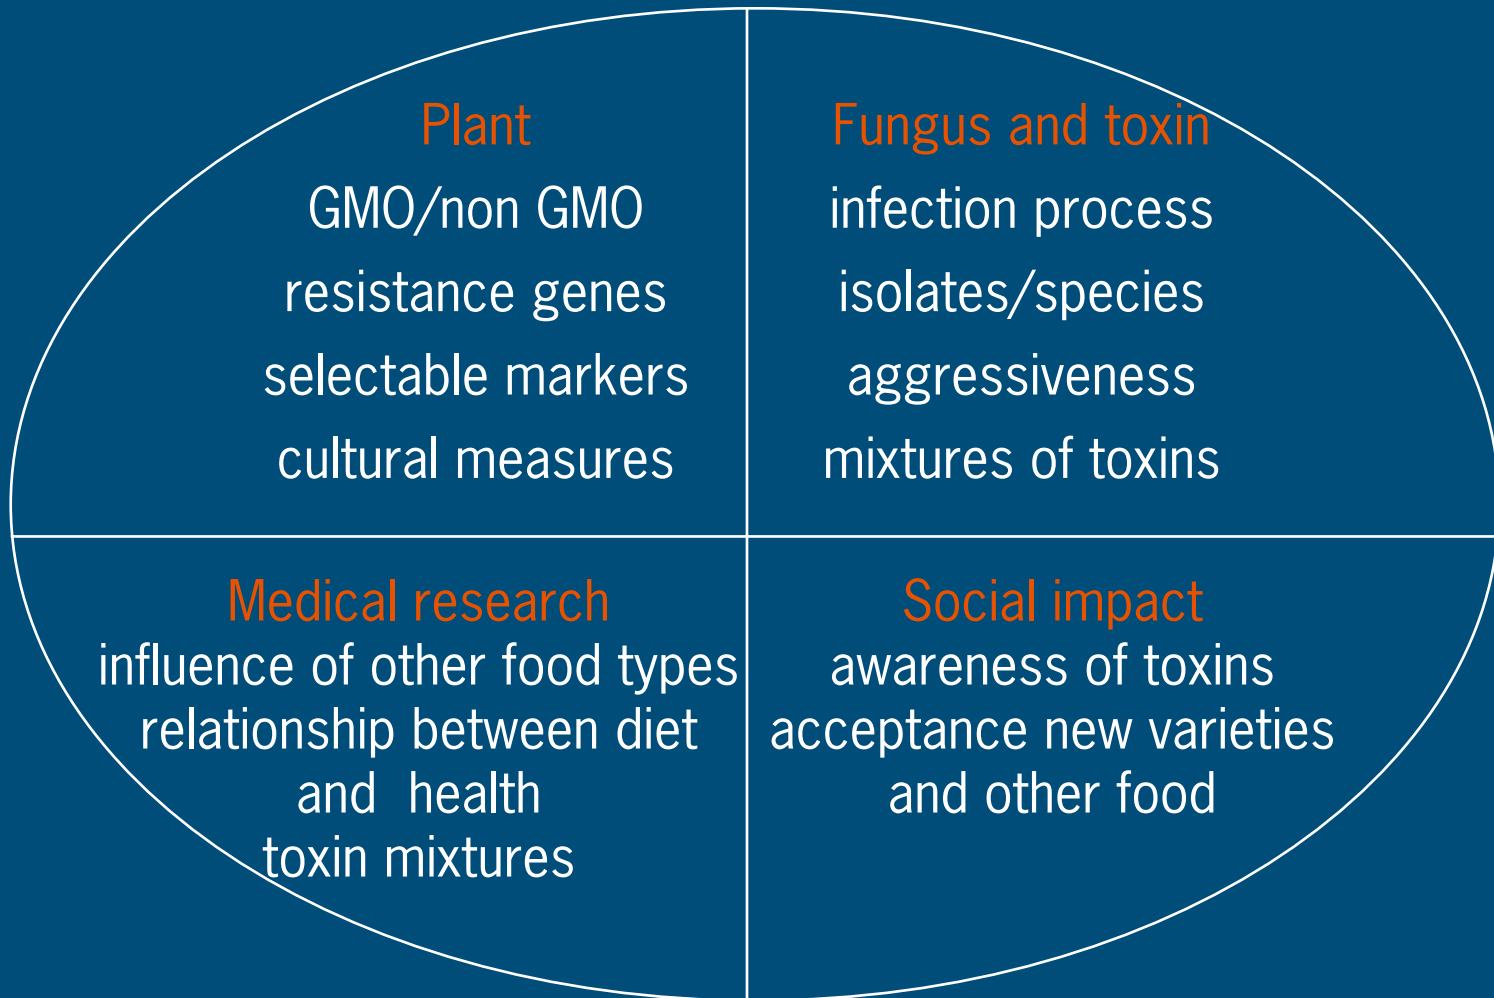 Plant
GMO/non GMO
resistance genes
selectable markers
cultural measures
Fungus and toxin
infection process
isolates/species
aggressiveness
mixtures of toxins
Medical research
influence of other food types
relationship between diet
and health
toxin mixtures
Social impact
awareness of toxins
acceptance new varieties
and other food